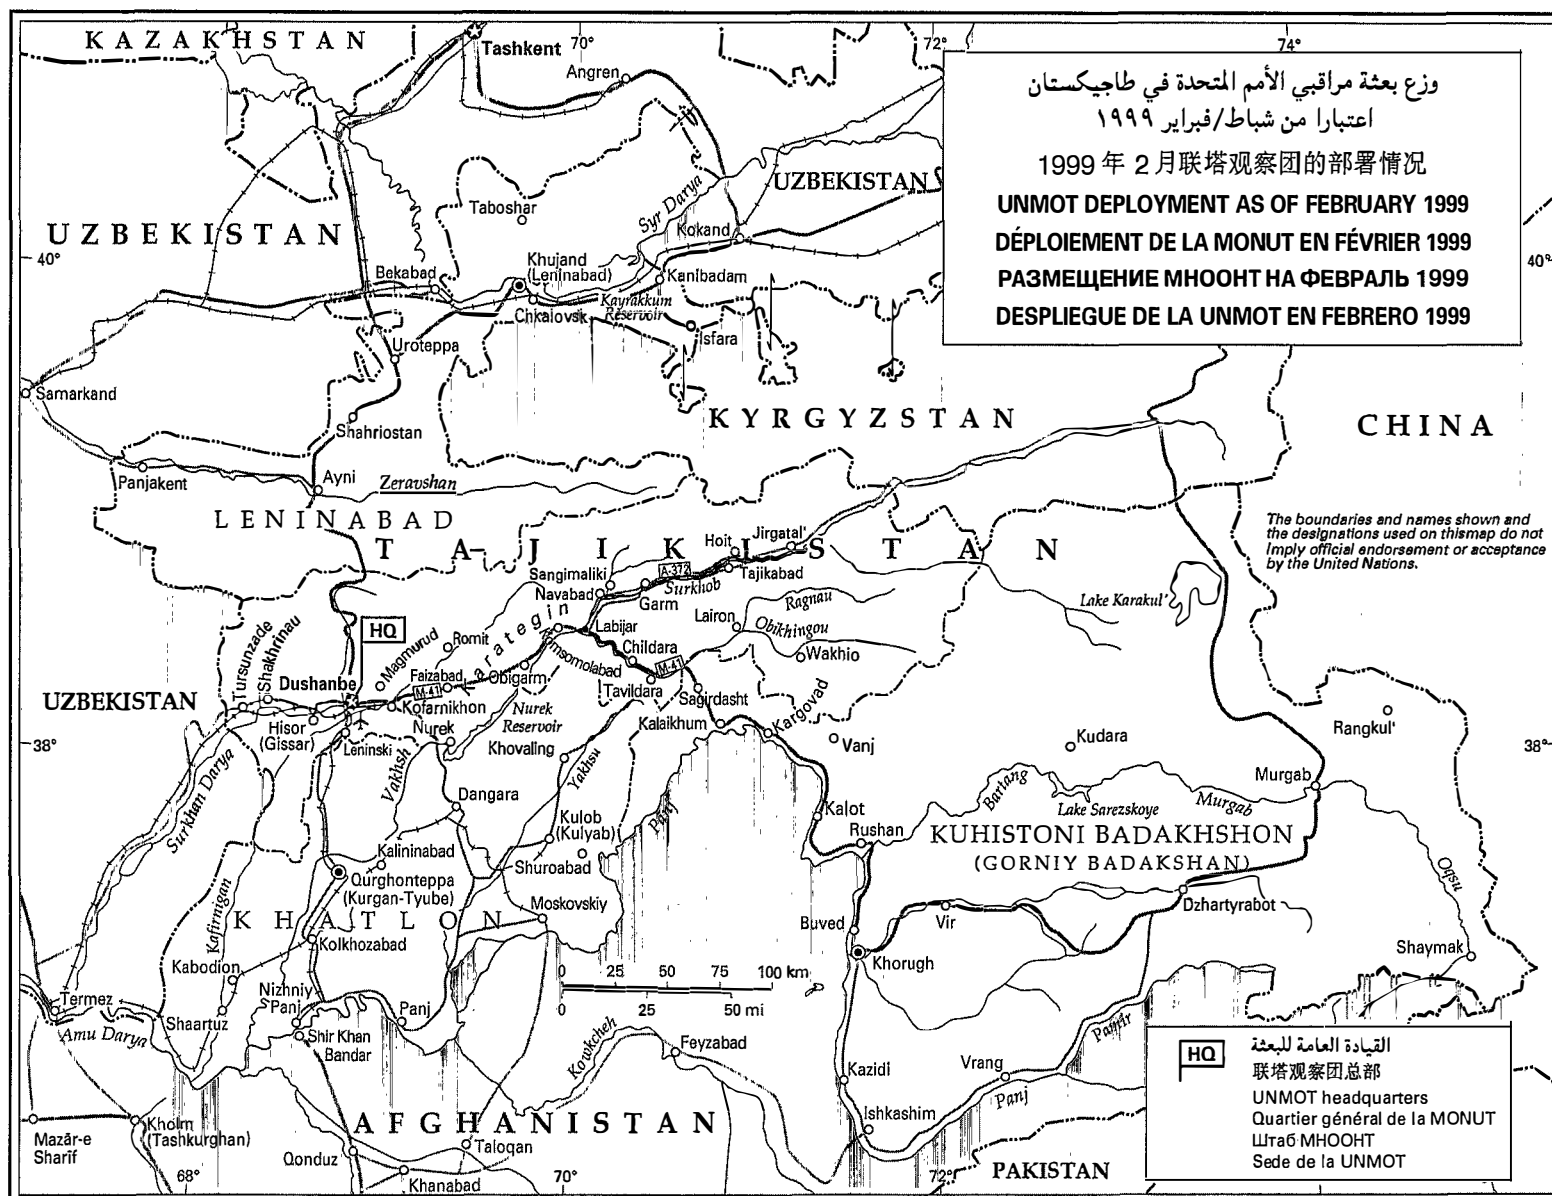 KAZAKHSTAN
Tashkent
70°
72°
74°
Angren
وزع بعثة مراقبي الأمم المتحدة في طاجيكستان
اعتبارا من شباط/فبراير ١٩٩٩
1999 年 2 月联塔观察团的部署情况
UNMOT DEPLOYMENT AS OF FEBRUARY 1999
DÉPLOIEMENT DE LA MONUT EN FÉVRIER 1999
РАЗМЕЩЕНИЕ МНООНТ НА ФЕВРАЛЬ 1999
DESPLIEGUE DE LA UNMOT EN FEBRERO 1999
UZBEKISTAN
Taboshar
Syr Darya
Kokand
UZBEKISTAN
40°
40°
Khujand
(Leninabad)
Bekabad
Kanibadam
Kayrakkum
Reservoir
Chkalovsk
Isfara
Uroteppa
Samarkand
KYRGYZSTAN
CHINA
Shahriostan
Panjakent
Ayni
Zeravshan
LENINABAD
TAJIKISTAN
The boundaries and names shown and
the designations used on this map do not
imply official endorsement or acceptance
by the United Nations.
Hoit
Jirgatal'
A-372
Tajikabad
Sangimaliki
Surkhob
Navabad
Garm
Ragnau
Lake Karakul'
Lairon
Obikhingou
Karategin
Labijar
HQ
Romit
Magmurud
Komsomolabad
Childara
Wakhio
M-41
Tursunzade
Shakhrinau
Faizabad
Obigarm
Dushanbe
M-41
Tavildara
Sagirdasht
UZBEKISTAN
Kofarnikhon
Nurek
Reservoir
Kalaikhum
Kargovad
Hisor
(Gissar)
Nurek
Rangkul'
38°
Leninski
Khovaling
Vanj
Kudara
38°
Surkhan Darya
Vakhsh
Yakhsu
Murgab
Bartang
Dangara
Panj
Lake Sarezskoye
Murgab
Kulob
(Kulyab)
Kalot
Rushan
KUHISTONI BADAKHSHON
(GORNIY BADAKSHAN)
Kalininabad
Shuroabad
Oqsu
Qurghonteppa
(Kurgan-Tyube)
Kafirnigan
KHATLON
Moskovskiy
Dzhartyrabot
Vir
Buved
Kolkhozabad
Shaymak
Khorugh
Kabodion
0 25 50 75 100 km
0 25 50 mi
Nizhniy
Panj
Termez
Shaartuz
Panj
Amu Darya
Shir Khan
Bandar
Kowkcheh
Feyzabad
Pamir
Kazidi
Vrang
Panj
HQ
القيادة العامة للبعثة
联塔观察团总部
UNMOT headquarters
Quartier général de la MONUT
Штаб МНООНТ
Sede de la UNMOT
Ishkashim
AFGHANISTAN
Mazār-e
Sharīf
Kholm
(Tashkurghan)
Taloqan
Qonduz
PAKISTAN
68°
Khanabad
70°
72°